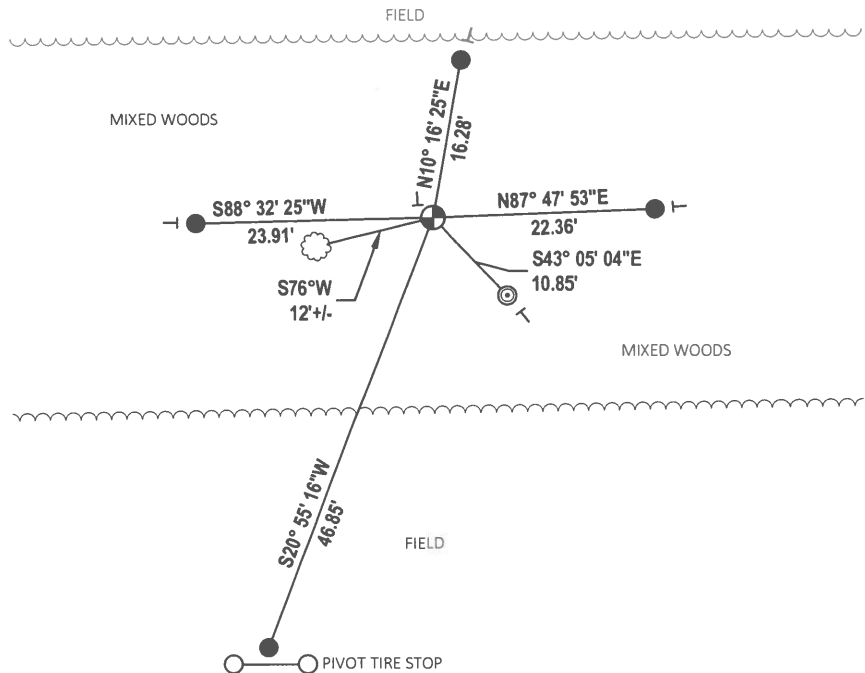 FIELD
MIXED WOODS
N10° 16' 25"E
16.28'
S88° 32' 25"W
23.91'
N87° 47' 53"E
22.36'
S76°W
12'+/-
S43° 05' 04"E
10.85'
MIXED WOODS
S20° 55' 16"W
46.85'
FIELD
PIVOT TIRE STOP